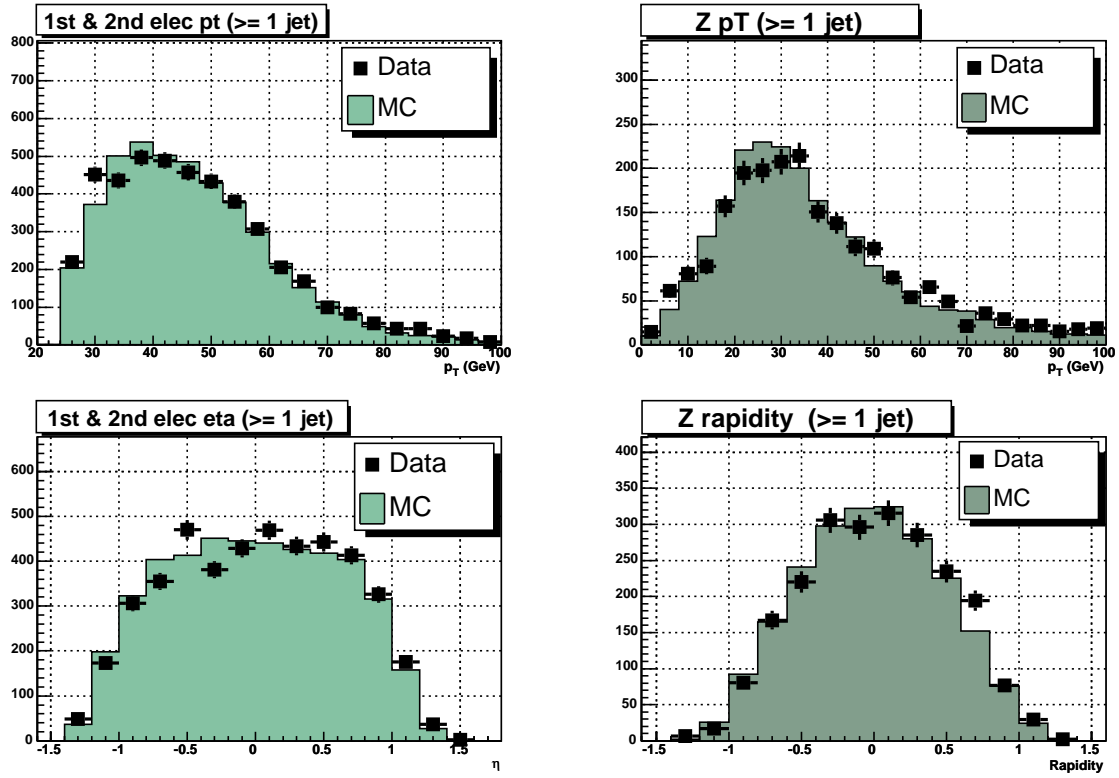 1st & 2nd elec pt (>= 1 jet)
800
700
600
500
400
300
200
100
0
20 30 40 50 60 70 80 90 100
p_T (GeV)
Data
MC
Z pT (>= 1 jet)
300
250
200
150
100
50
0
0 10 20 30 40 50 60 70 80 90 100
p_T (GeV)
Data
MC
1st & 2nd elec eta (>= 1 jet)
600
500
400
300
200
100
0
-1.5 -1 -0.5 0 0.5 1 1.5
η
Data
MC
Z rapidity (>= 1 jet)
400
350
300
250
200
150
100
50
0
-1.5 -1 -0.5 0 0.5 1 1.5
Rapidity
Data
MC